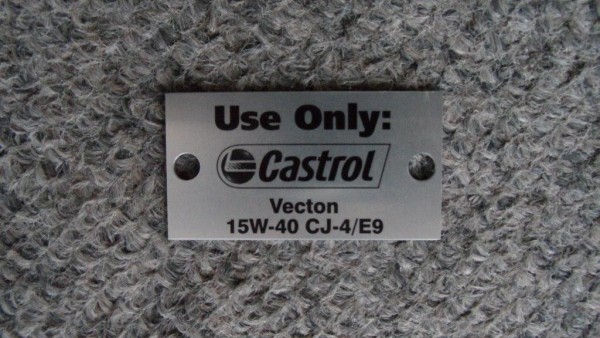 Use Only:
Castrol
Vecton
15W-40 CJ-4/E9